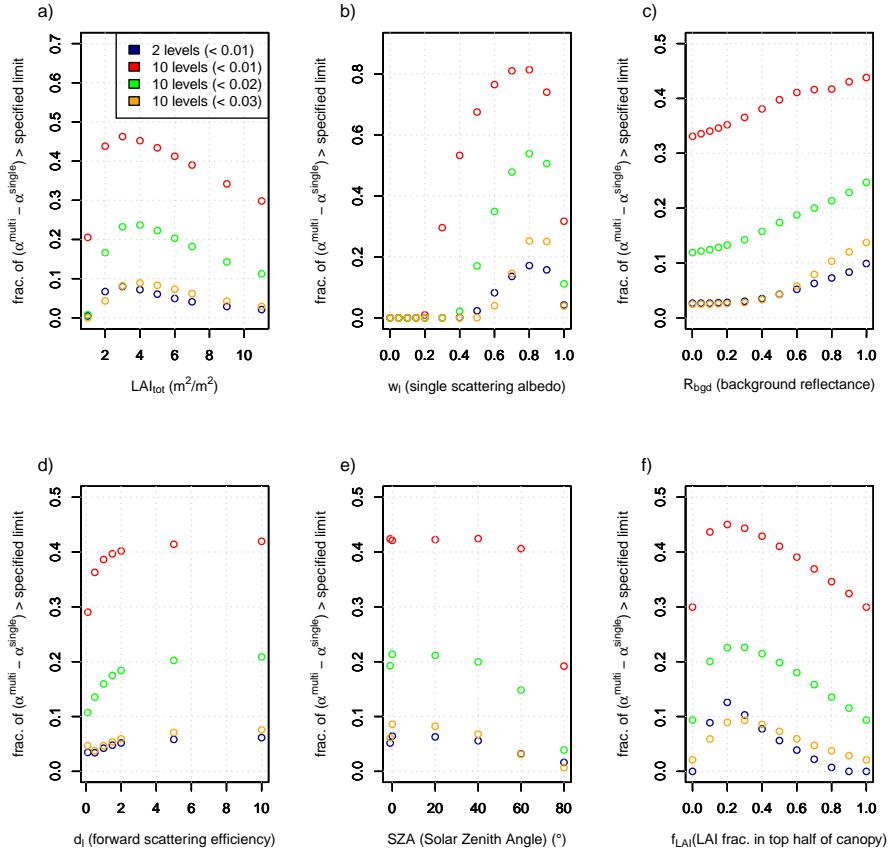 a)
frac. of (α^multi − α^single) > specified limit
0.0 0.1 0.2 0.3 0.4 0.5 0.6 0.7
2 levels (< 0.01)
10 levels (< 0.01)
10 levels (< 0.02)
10 levels (< 0.03)
2 4 6 8 10
LAI_tot (m^2/m^2)
b)
frac. of (α^multi − α^single) > specified limit
0.0 0.2 0.4 0.6 0.8
0.0 0.2 0.4 0.6 0.8 1.0
w_l (single scattering albedo)
c)
frac. of (α^multi − α^single) > specified limit
0.0 0.1 0.2 0.3 0.4 0.5
0.0 0.2 0.4 0.6 0.8 1.0
R_bgd (background reflectance)
d)
frac. of (α^multi − α^single) > specified limit
0.0 0.1 0.2 0.3 0.4 0.5
0 2 4 6 8 10
d_l (forward scattering efficiency)
e)
frac. of (α^multi − α^single) > specified limit
0.0 0.1 0.2 0.3 0.4 0.5
0 20 40 60 80
SZA (Solar Zenith Angle) (°)
f)
frac. of (α^multi − α^single) > specified limit
0.0 0.1 0.2 0.3 0.4 0.5
0.0 0.2 0.4 0.6 0.8 1.0
f_LAI(LAI frac. in top half of canopy)